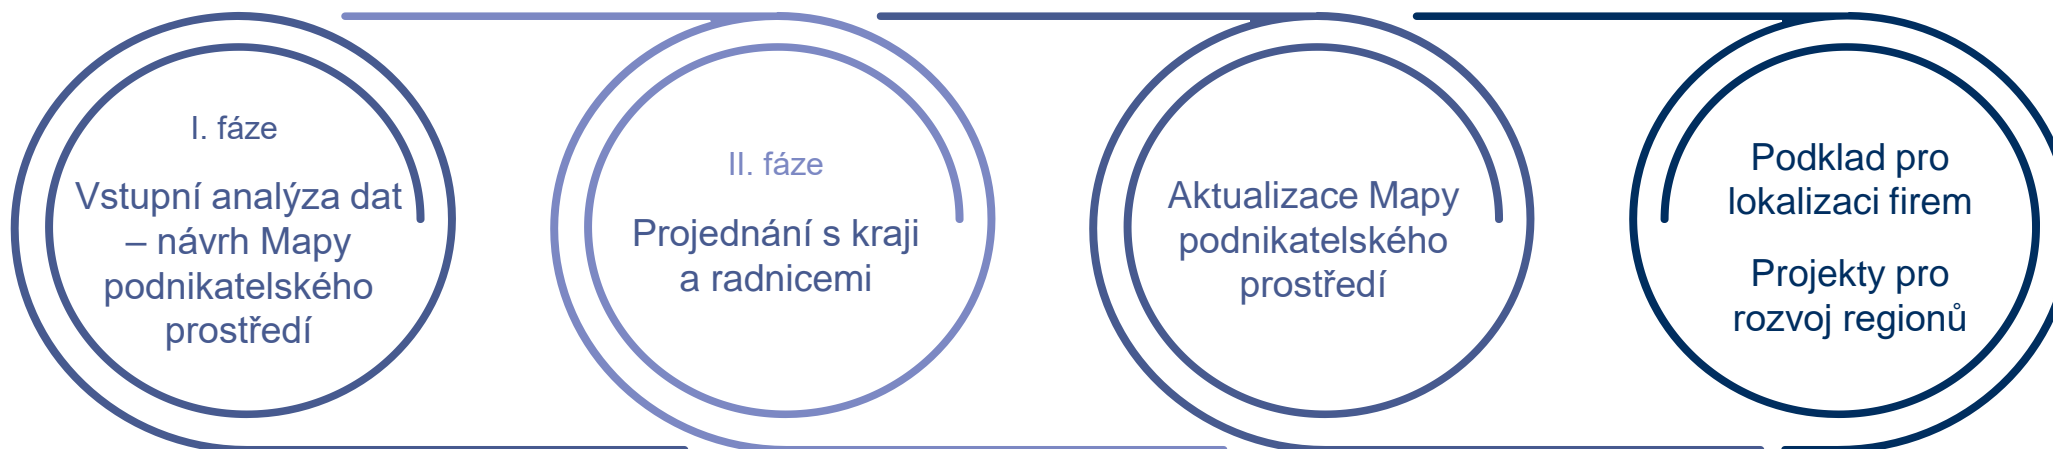 I. fáze
Vstupní analýza dat
– návrh Mapy
podnikatelského
prostředí
II. fáze
Projednání s kraji
a radnicemi
Aktualizace Mapy
podnikatelského
prostředí
Podklad pro
lokalizaci firem
Projekty pro
rozvoj regionů